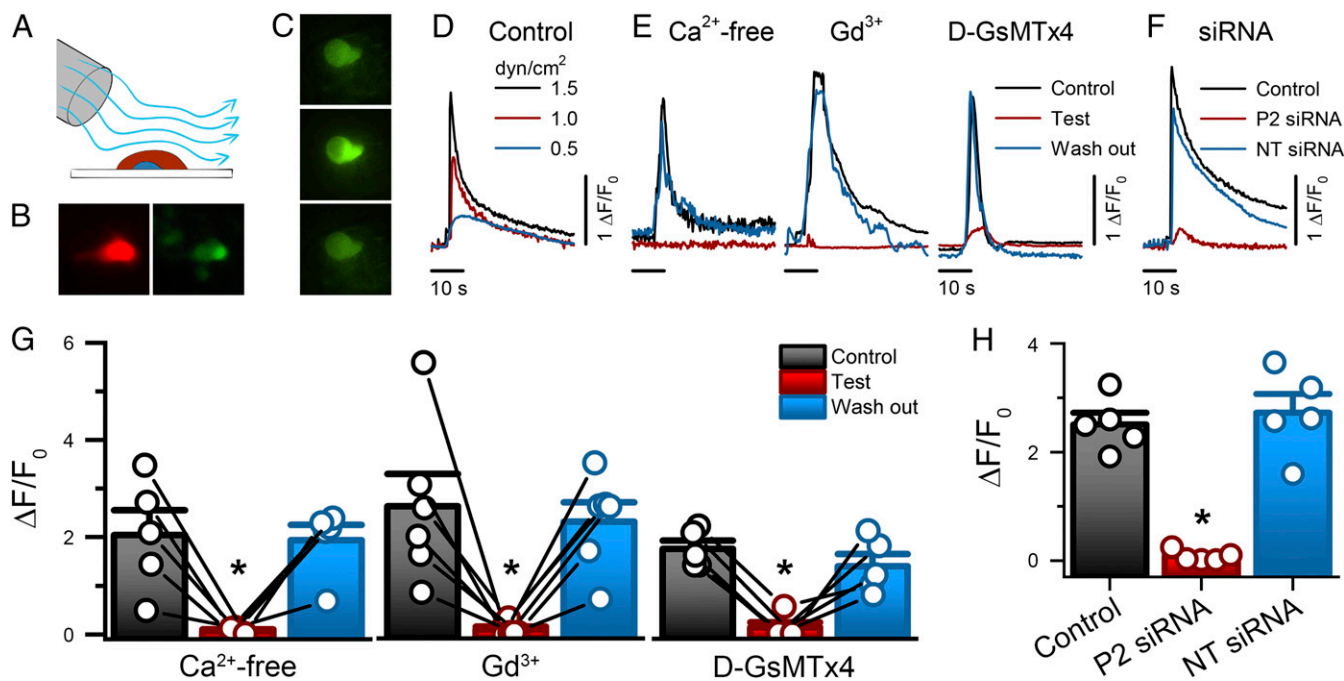 A
B
C
D
Control
dyn/cm²
1.5
1.0
0.5
1 ΔF/F₀
10 s
E
Ca²⁺-free
Gd³⁺
D-GsMTx4
Control
Test
Wash out
1 ΔF/F₀
10 s
F
siRNA
Control
P2 siRNA
NT siRNA
1 ΔF/F₀
10 s
G
ΔF/F₀
6
4
2
0
Control
Test
Wash out
*
*
*
Ca²⁺-free
Gd³⁺
D-GsMTx4
H
ΔF/F₀
4
2
0
*
Control
P2 siRNA
NT siRNA